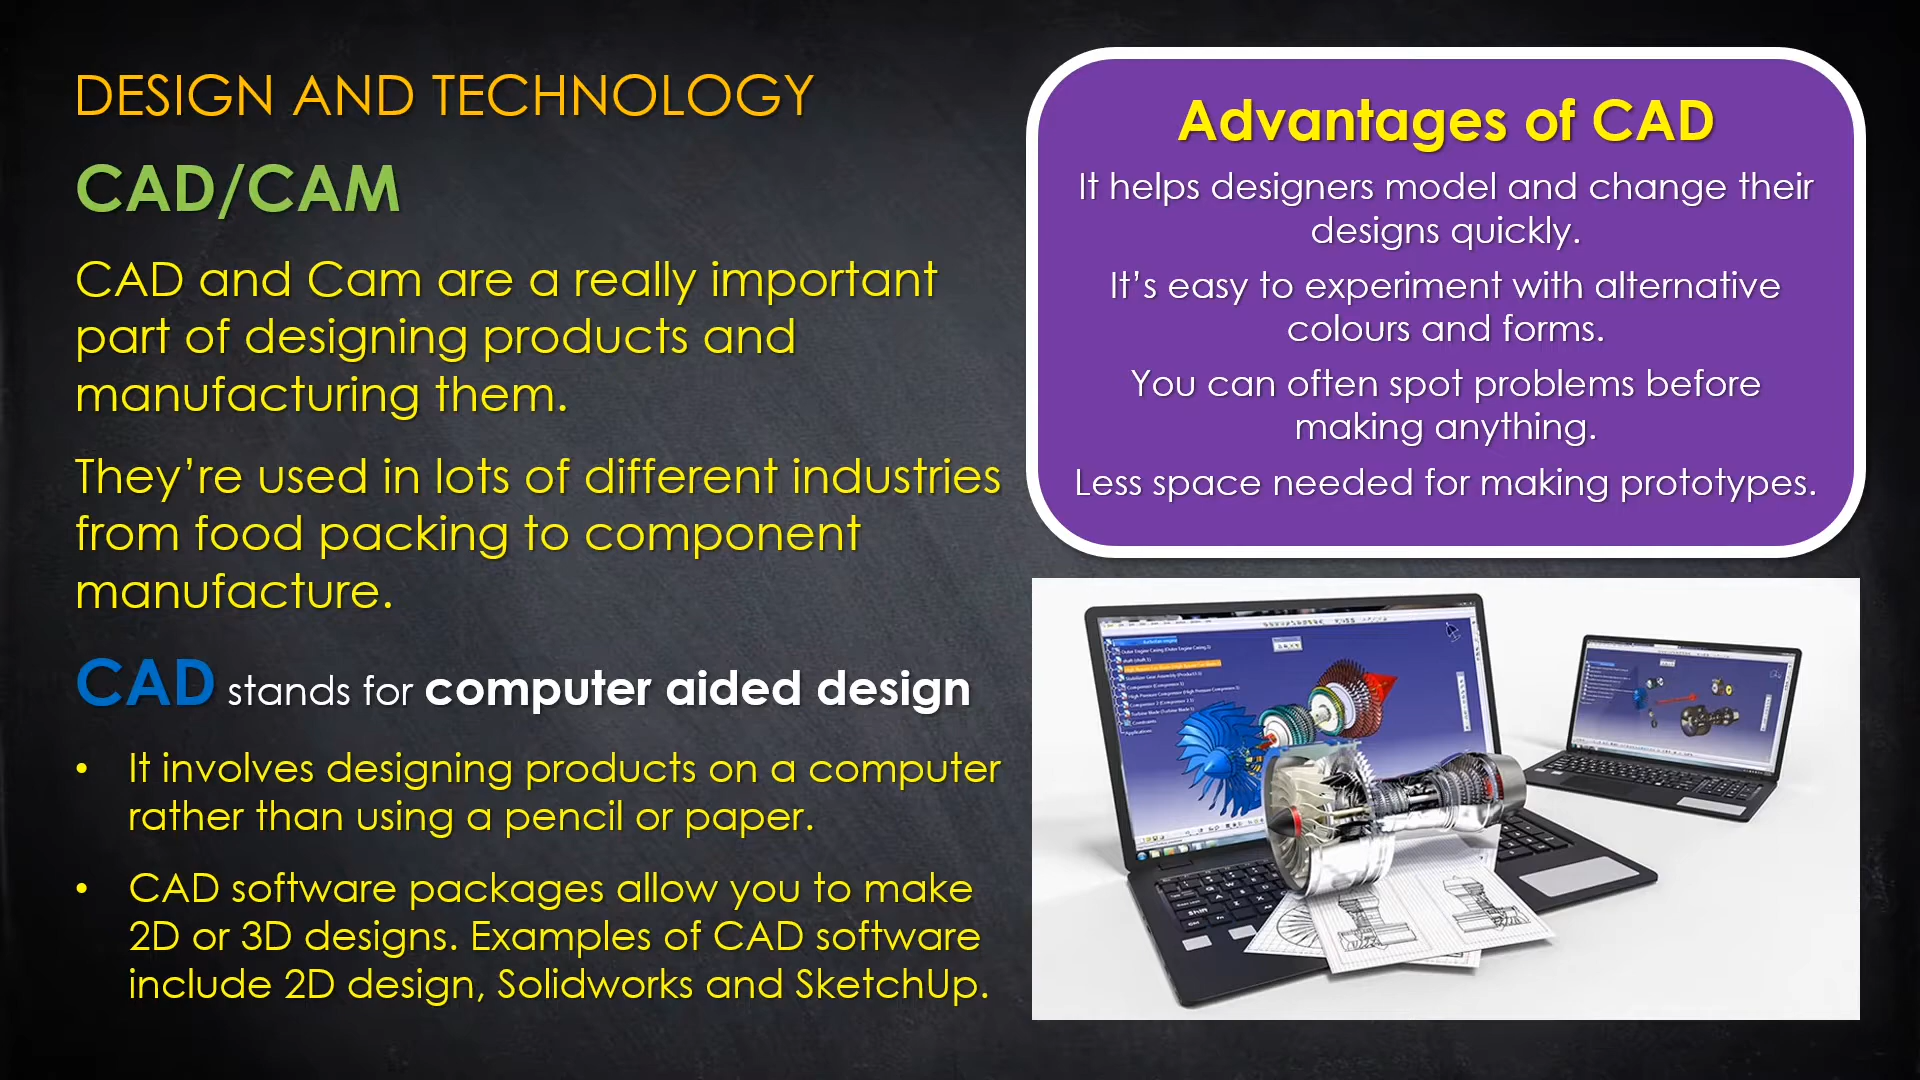 DESIGN AND TECHNOLOGY
CAD/CAM
CAD and Cam are a really important
part of designing products and
manufacturing them.
They’re used in lots of different industries
from food packing to component
manufacture.
CAD stands for computer aided design
• It involves designing products on a computer
rather than using a pencil or paper.
• CAD software packages allow you to make
2D or 3D designs. Examples of CAD software
include 2D design, Solidworks and SketchUp.
Advantages of CAD
It helps designers model and change their
designs quickly.
It’s easy to experiment with alternative
colours and forms.
You can often spot problems before
making anything.
Less space needed for making prototypes.